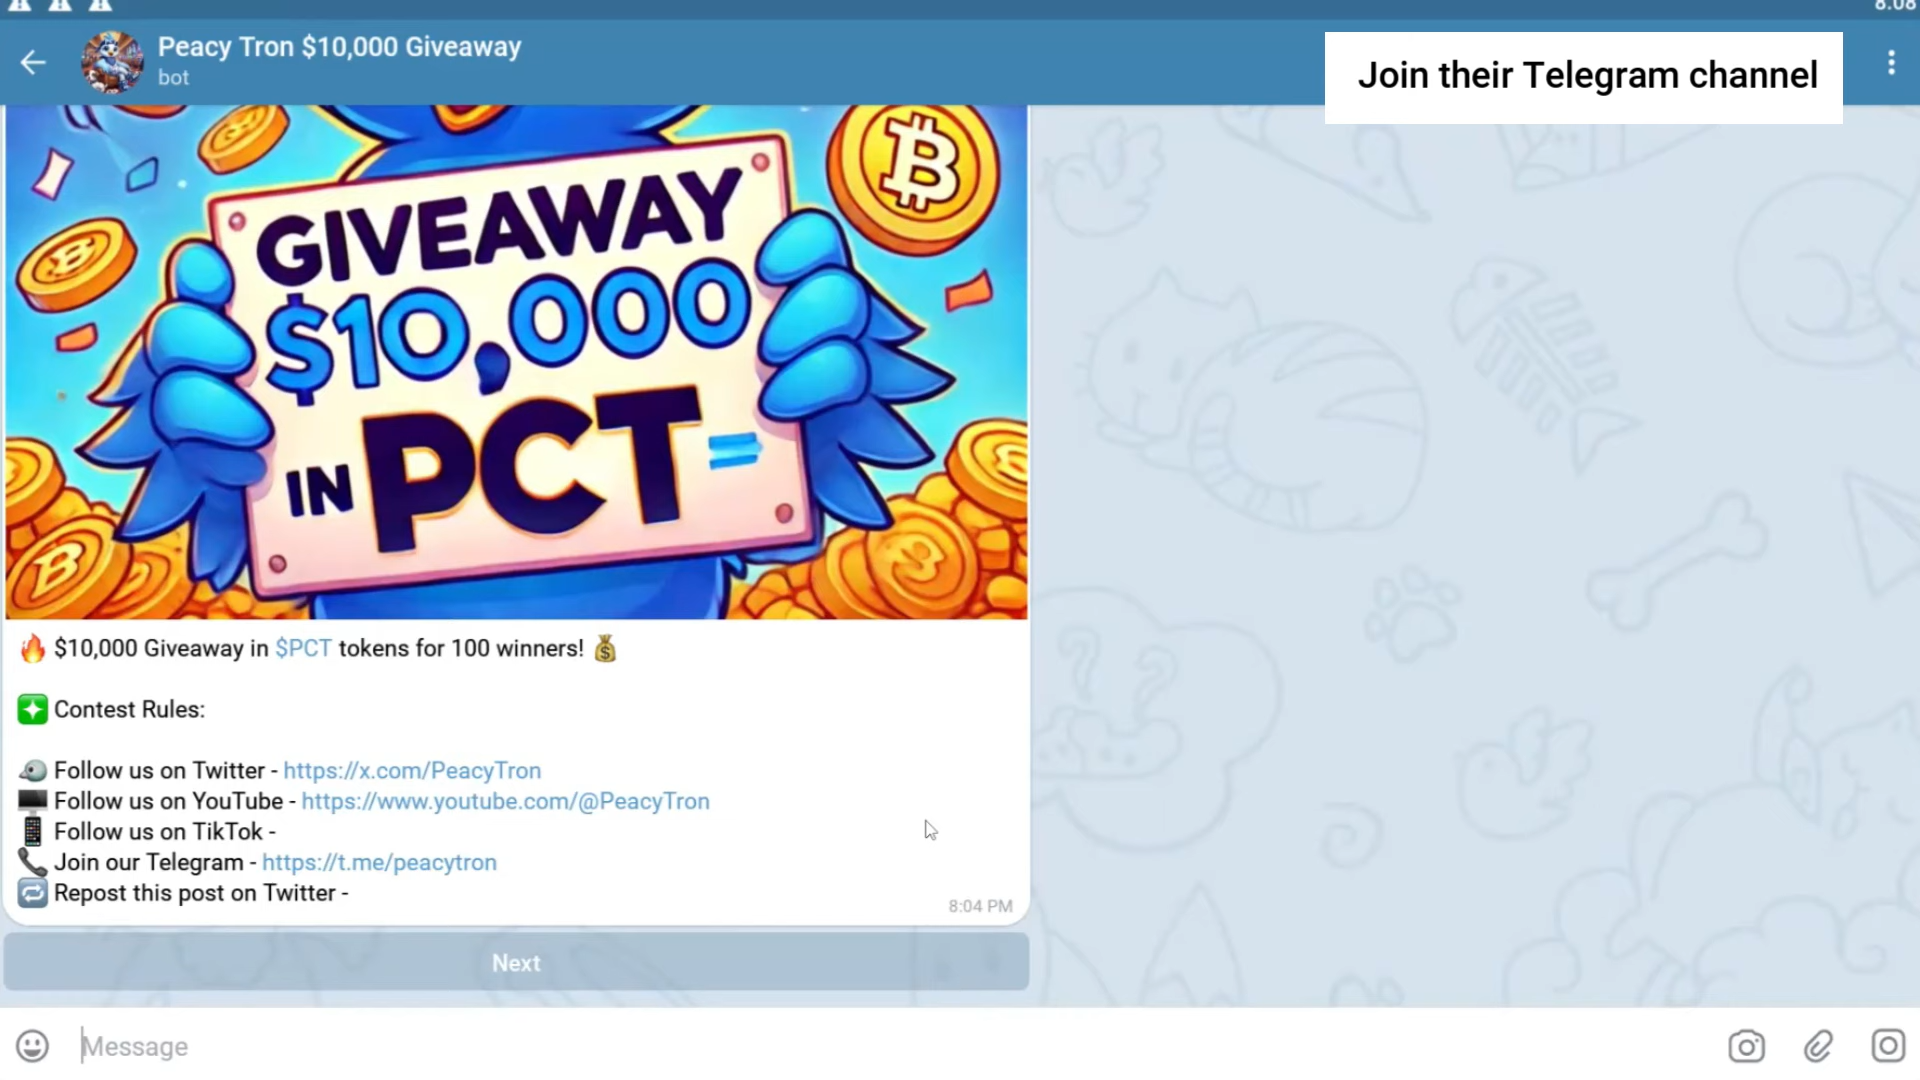 8:08
Peacy Tron $10,000 Giveaway
bot
Join their Telegram channel
GIVEAWAY
$10,000
IN PCT=
🔥 $10,000 Giveaway in $PCT tokens for 100 winners! 💰
Contest Rules:
Follow us on Twitter - https://x.com/PeacyTron
Follow us on YouTube - https://www.youtube.com/@PeacyTron
Follow us on TikTok -
Join our Telegram - https://t.me/peacytron
Repost this post on Twitter -
8:04 PM
Next
Message